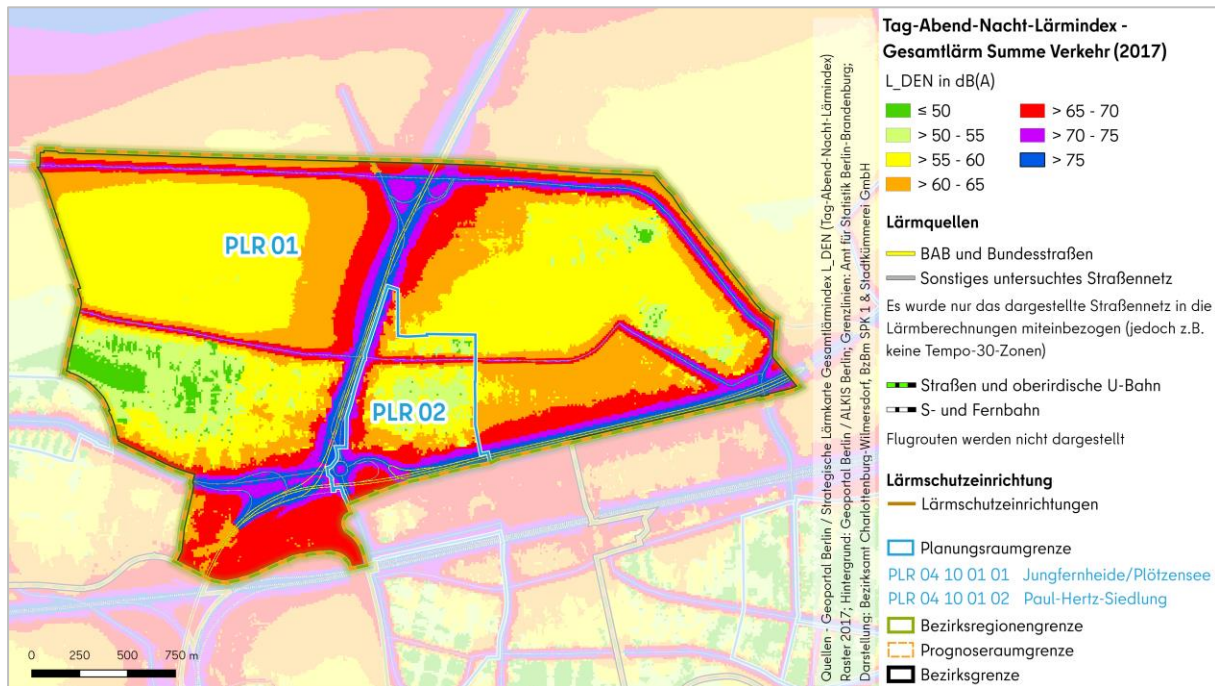 Tag-Abend-Nacht-Lärmindex -
Gesamtlärm Summe Verkehr (2017)
L_DEN in dB(A)
≤ 50
> 50 - 55
> 55 - 60
> 60 - 65
> 65 - 70
> 70 - 75
> 75
Lärmquellen
BAB und Bundesstraßen
Sonstiges untersuchtes Straßennetz
Es wurde nur das dargestellte Straßennetz in die
Lärmberechnungen miteinbezogen (jedoch z.B.
keine Tempo-30-Zonen)
Straßen und oberirdische U-Bahn
S- und Fernbahn
Flugrouten werden nicht dargestellt
Lärmschutzeinrichtung
Lärmschutzeinrichtungen
Planungsraumgrenze
PLR 04 10 01 01 Jungfernheide/Plötzensee
PLR 04 10 01 02 Paul-Hertz-Siedlung
Bezirksregionengrenze
Prognoseraumgrenze
Bezirksgrenze
PLR 01
PLR 02
0 250 500 750 m
Quellen - Geoportal Berlin / Strategische Lärmkarte Gesamtlärmindex L_DEN (Tag-Abend-Nacht-Lärmindex)
Raster 2017; Hintergrund: Geoportal Berlin / ALKIS Berlin; Grenzlinien: Amt für Statistik Berlin-Brandenburg;
Darstellung: Bezirksamt Charlottenburg-Wilmersdorf, BzBm SPK 1 & Stadtkümmerei GmbH